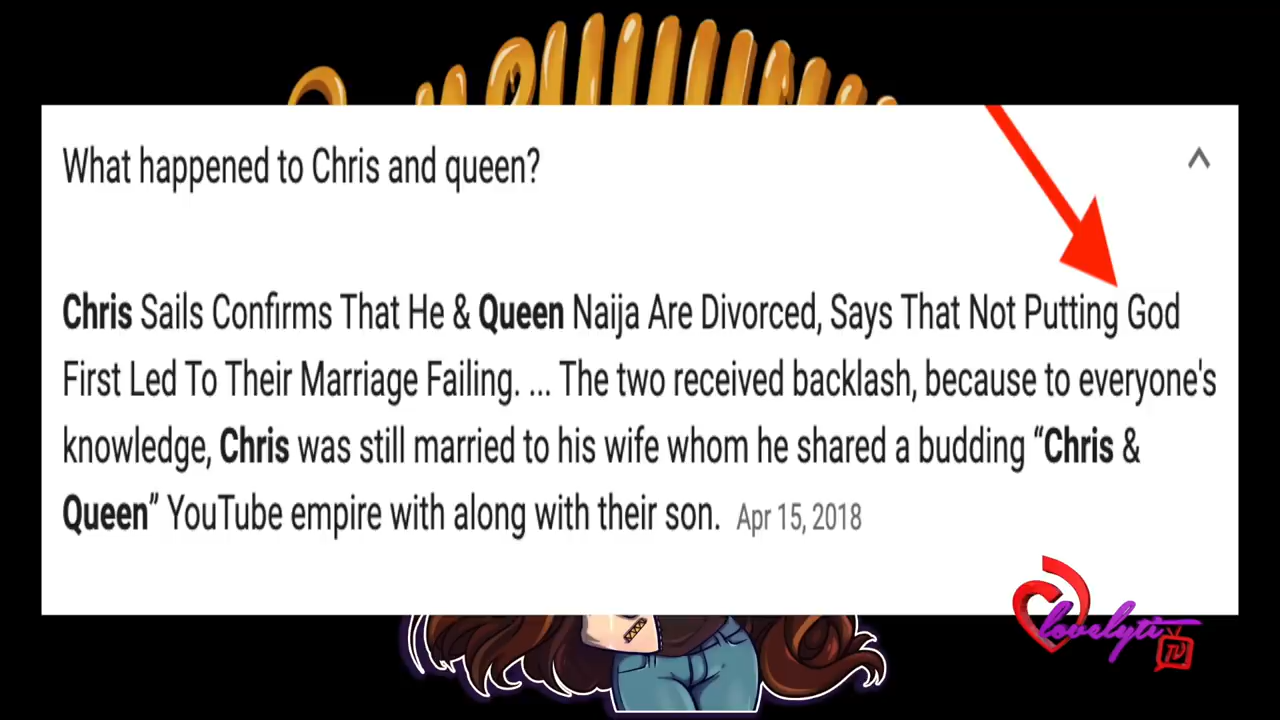 What happened to Chris and queen?
Chris Sails Confirms That He & Queen Naija Are Divorced, Says That Not Putting God
First Led To Their Marriage Failing. ... The two received backlash, because to everyone's
knowledge, Chris was still married to his wife whom he shared a budding “Chris &
Queen” YouTube empire with along with their son. Apr 15, 2018
lovelyti
TV